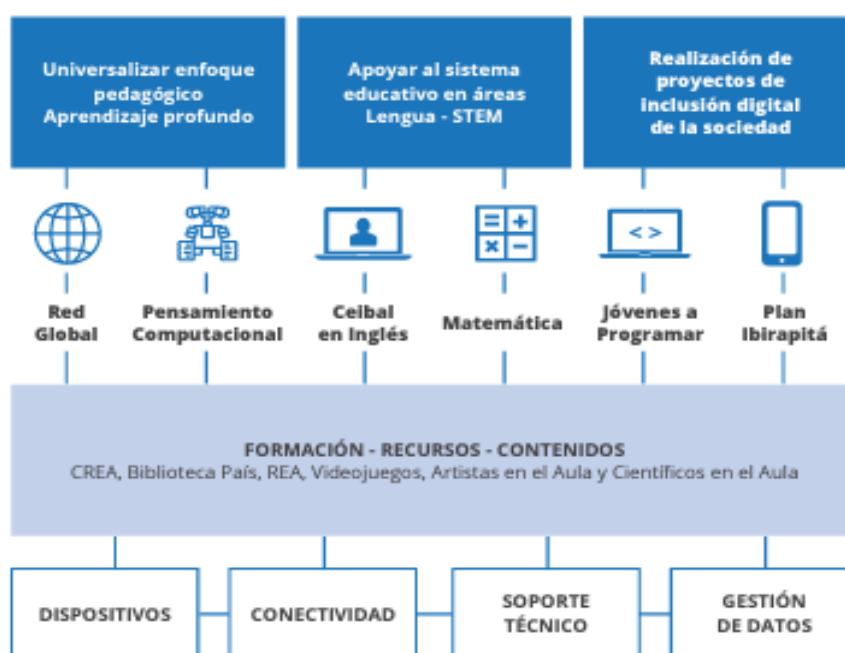 Universalizar enfoque
pedagógico
Aprendizaje profundo
Apoyar al sistema
educativo en áreas
Lengua - STEM
Realización de
proyectos de
inclusión digital
de la sociedad
Red
Global
Pensamiento
Computacional
Ceibal
en Inglés
Matemática
Jóvenes a
Programar
Plan
Ibirapitá
FORMACIÓN - RECURSOS - CONTENIDOS
CREA, Biblioteca País, REA, Videojuegos, Artistas en el Aula y Científicos en el Aula
DISPOSITIVOS
CONECTIVIDAD
SOPORTE
TÉCNICO
GESTIÓN
DE DATOS